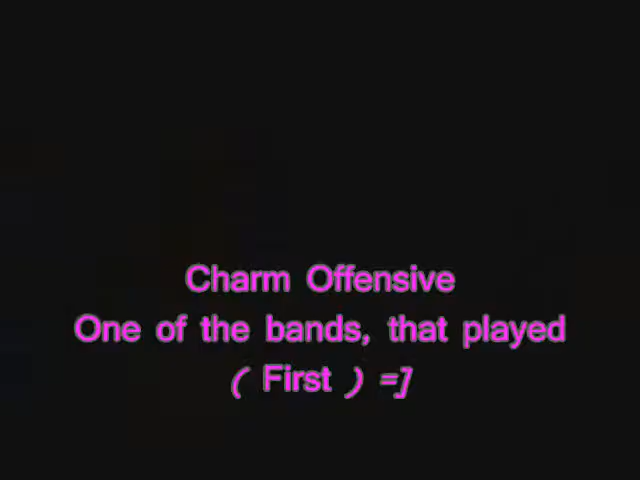 Charm Offensive
One of the bands, that played
( First ) =]